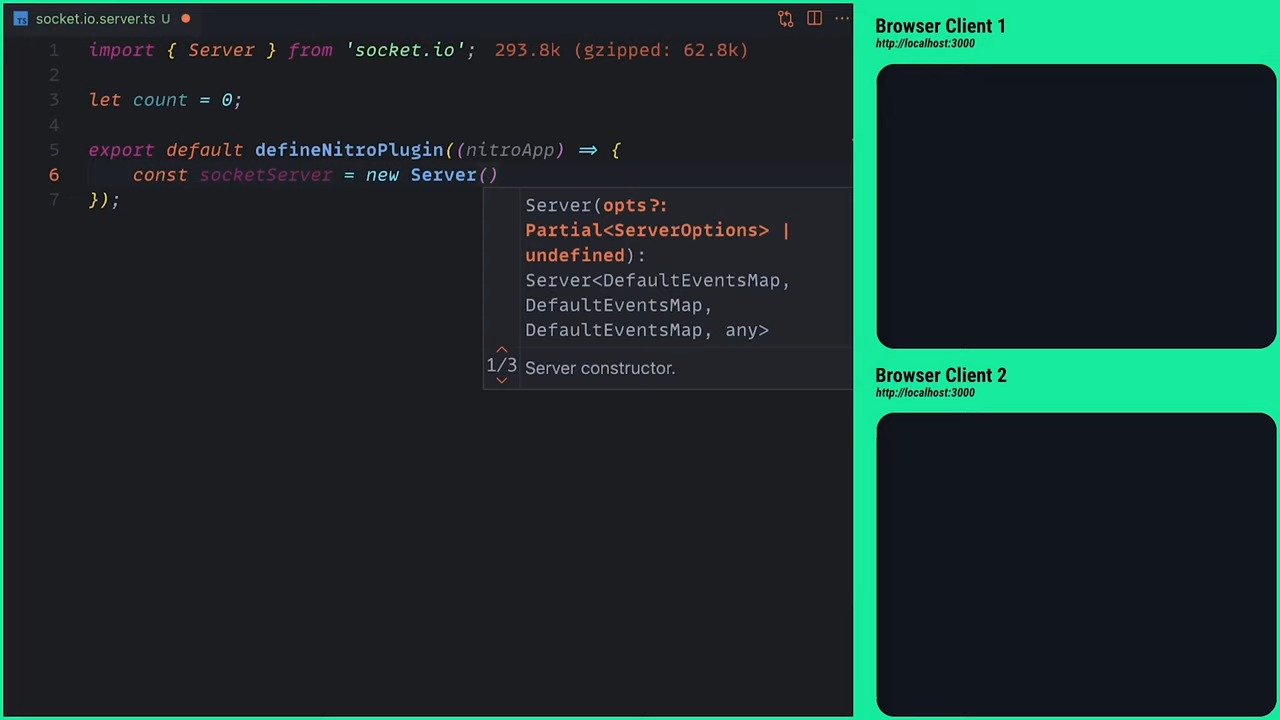 TS socket.io.server.ts U
1 import { Server } from 'socket.io'; 293.8k (gzipped: 62.8k)
2
3 let count = 0;
4
5 export default defineNitroPlugin((nitroApp) => {
6 const socketServer = new Server()
7 });
Server(opts?:
Partial<ServerOptions> |
undefined):
Server<DefaultEventsMap,
DefaultEventsMap,
DefaultEventsMap, any>
1/3 Server constructor.
Browser Client 1
http://localhost:3000
Browser Client 2
http://localhost:3000